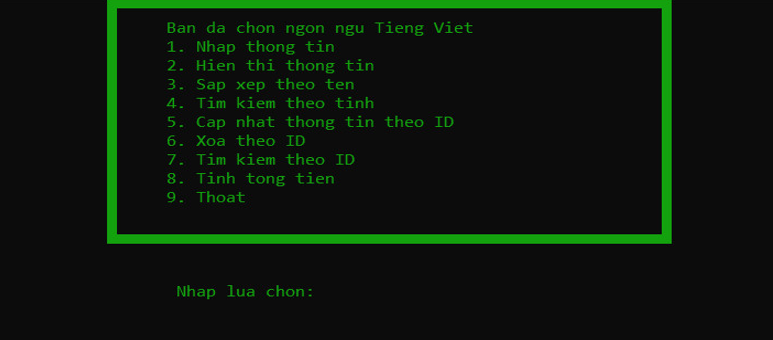 Ban da chon ngon ngu Tieng Viet
1. Nhap thong tin
2. Hien thi thong tin
3. Sap xep theo ten
4. Tim kiem theo tinh
5. Cap nhat thong tin theo ID
6. Xoa theo ID
7. Tim kiem theo ID
8. Tinh tong tien
9. Thoat
Nhap lua chon: